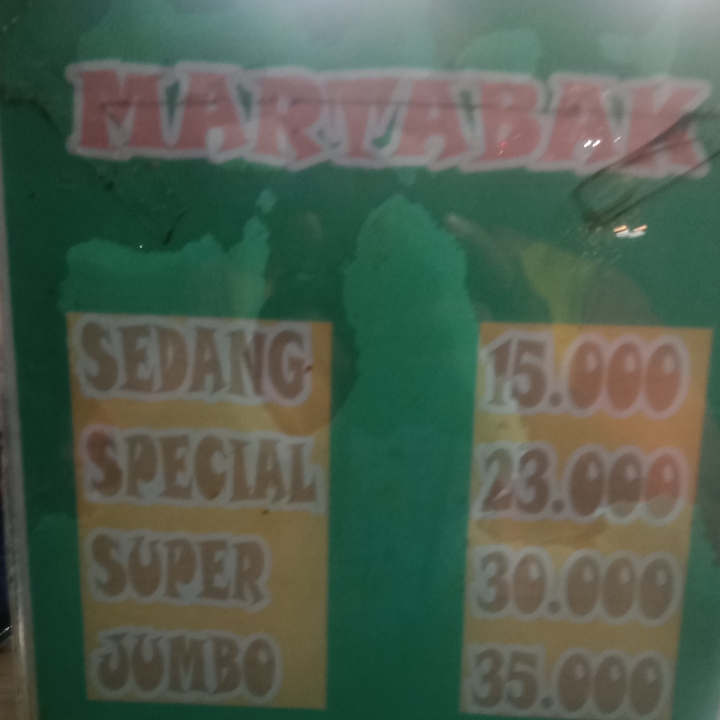 MARTABAK
SEDANG 15.000
SPECIAL 23.000
SUPER 30.000
JUMBO 35.000